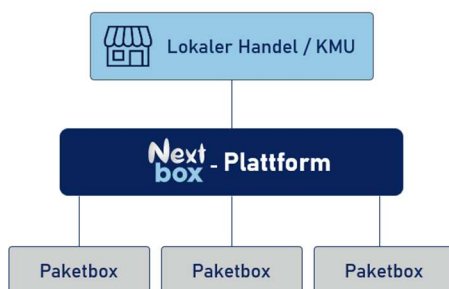 Lokaler Handel / KMU
Next
box - Plattform
Paketbox Paketbox Paketbox